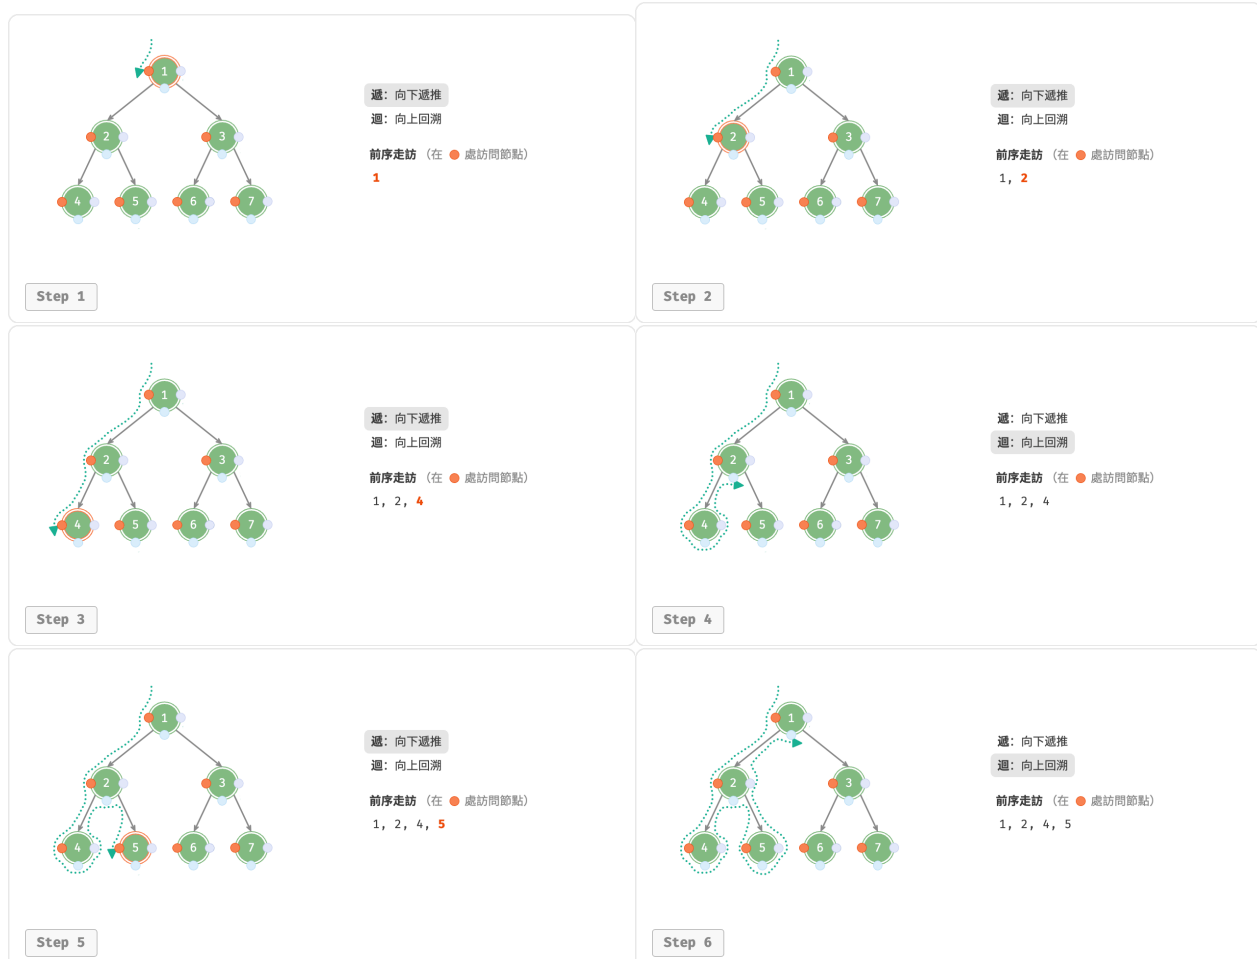 1
2 3
4 5 6 7
遞：向下遞推
迴：向上回溯
前序走訪（在 處訪問節點）
1
Step 1
1
2 3
4 5 6 7
遞：向下遞推
迴：向上回溯
前序走訪（在 處訪問節點）
1, 2
Step 2
1
2 3
4 5 6 7
遞：向下遞推
迴：向上回溯
前序走訪（在 處訪問節點）
1, 2, 4
Step 3
1
2 3
4 5 6 7
遞：向下遞推
迴：向上回溯
前序走訪（在 處訪問節點）
1, 2, 4
Step 4
1
2 3
4 5 6 7
遞：向下遞推
迴：向上回溯
前序走訪（在 處訪問節點）
1, 2, 4, 5
Step 5
1
2 3
4 5 6 7
遞：向下遞推
迴：向上回溯
前序走訪（在 處訪問節點）
1, 2, 4, 5
Step 6